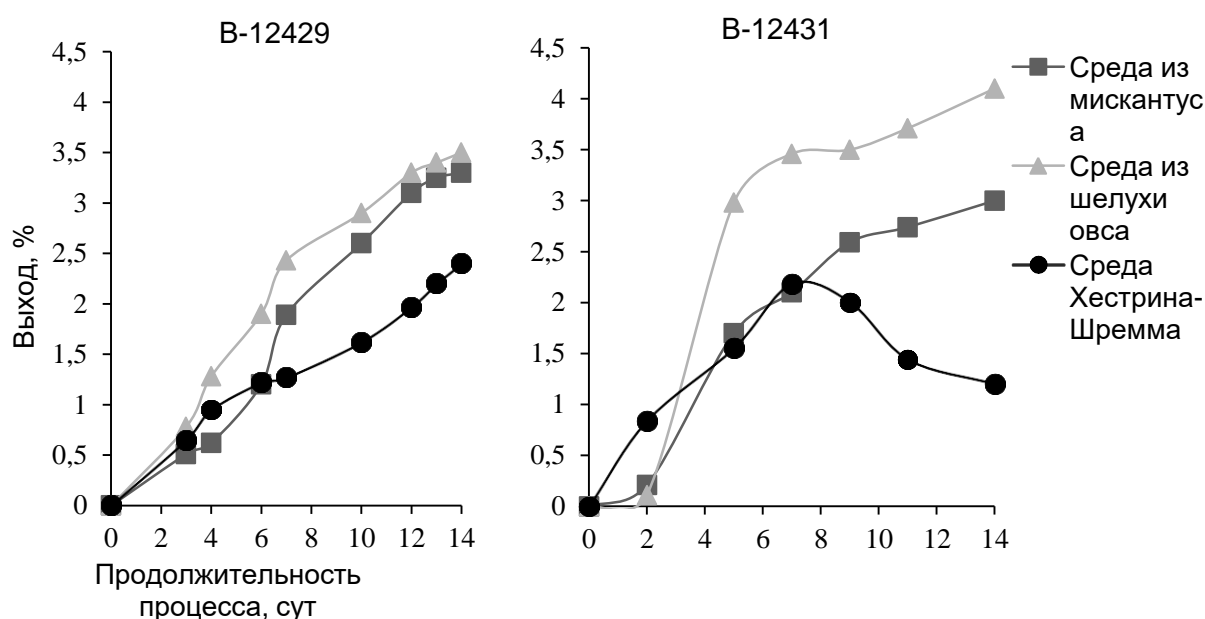 В-12429
4,5
4
3,5
3
2,5
2
1,5
1
0,5
0
Выход, %
0 2 4 6 8 10 12 14
Продолжительность
процесса, сут
В-12431
4,5
4
3,5
3
2,5
2
1,5
1
0,5
0
0 2 4 6 8 10 12 14
Среда из
мискантус
а
Среда из
шелухи
овса
Среда
Хестрина-
Шремма